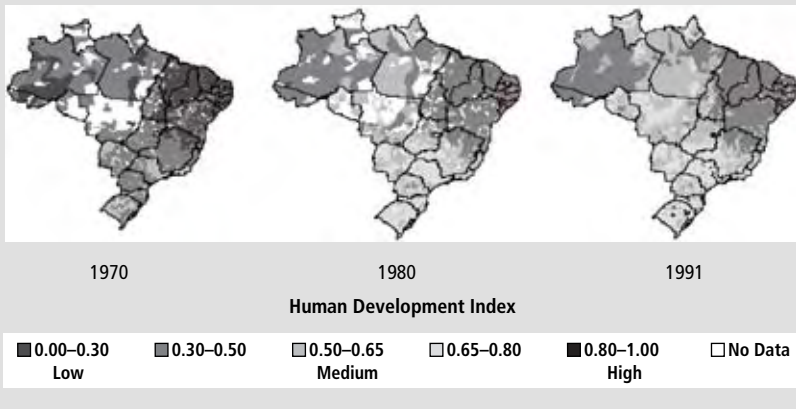 1970 1980 1991
Human Development Index
0.00–0.30 0.30–0.50 0.50–0.65 0.65–0.80 0.80–1.00 No Data
Low Medium High